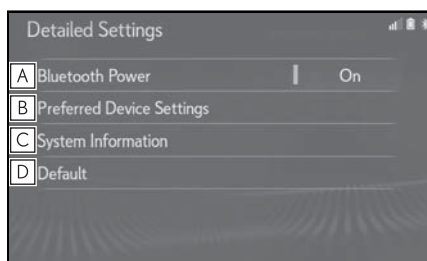 Detailed Settings
A Bluetooth Power On
B Preferred Device Settings
C System Information
D Default